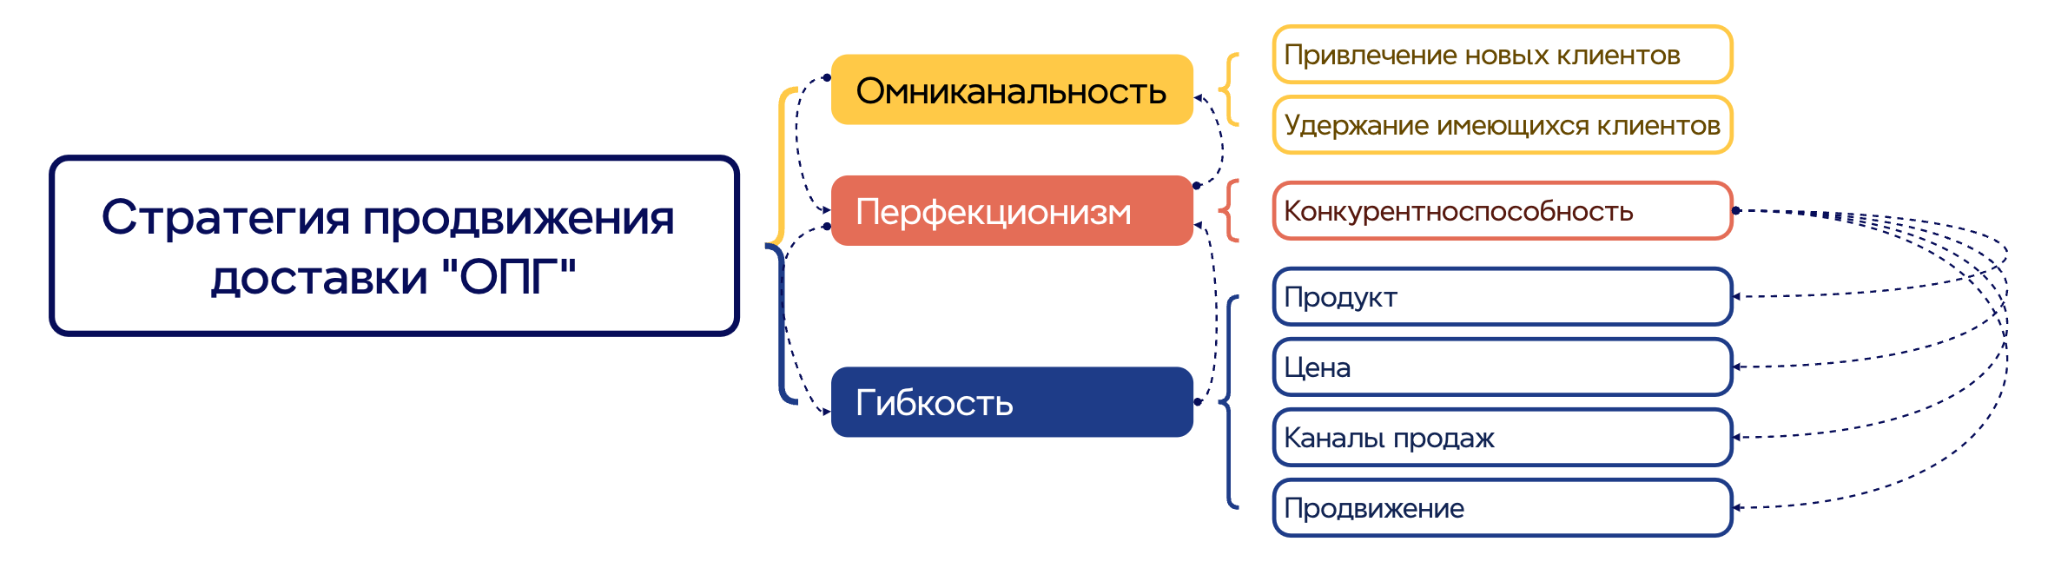 Стратегия продвижения
доставки "ОПГ"
Омниканальность
Привлечение новых клиентов
Удержание имеющихся клиентов
Перфекционизм
Конкурентноспособность
Гибкость
Продукт
Цена
Каналы продаж
Продвижение